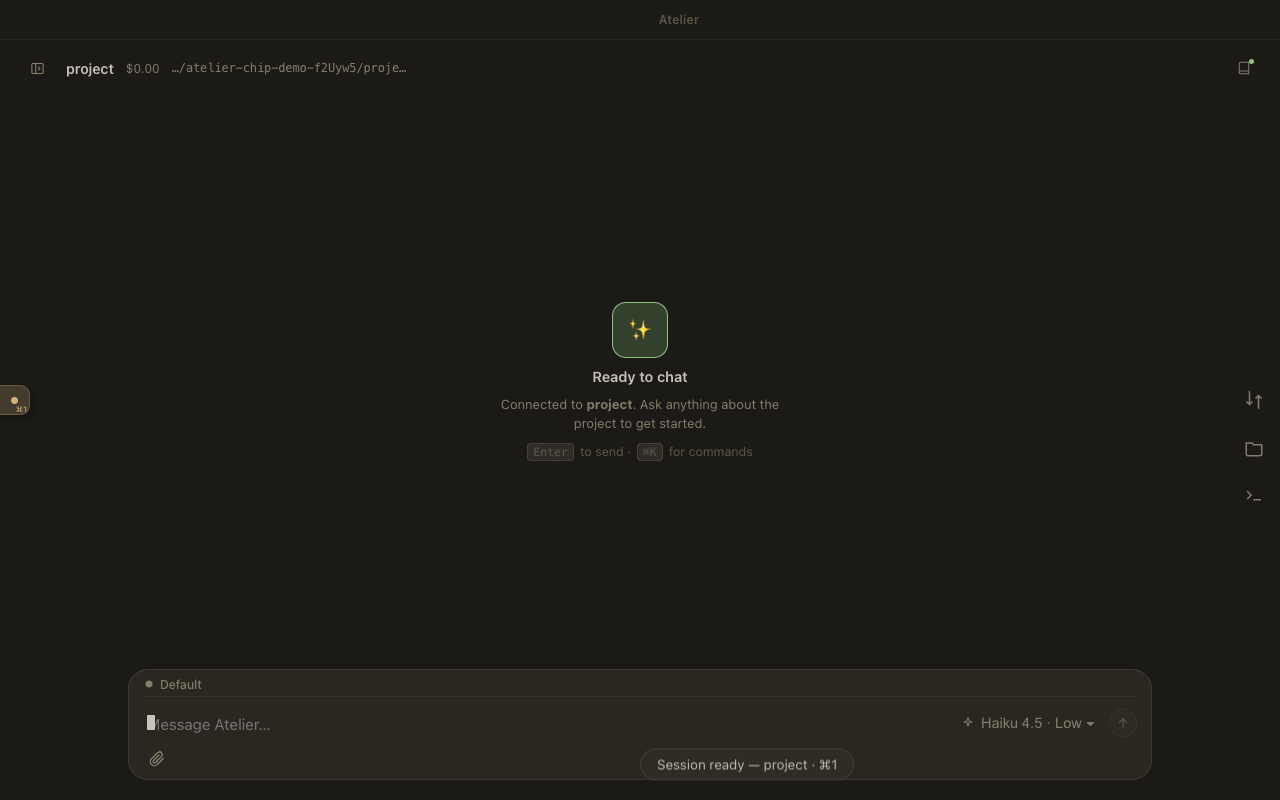 Atelier
project $0.00 …/atelier-chip-demo-f2Uyw5/proje…
Ready to chat
⌘1
Connected to project. Ask anything about the
project to get started.
Enter to send · ⌘K for commands
Default
Message Atelier...
Haiku 4.5 · Low
Session ready — project · ⌘1